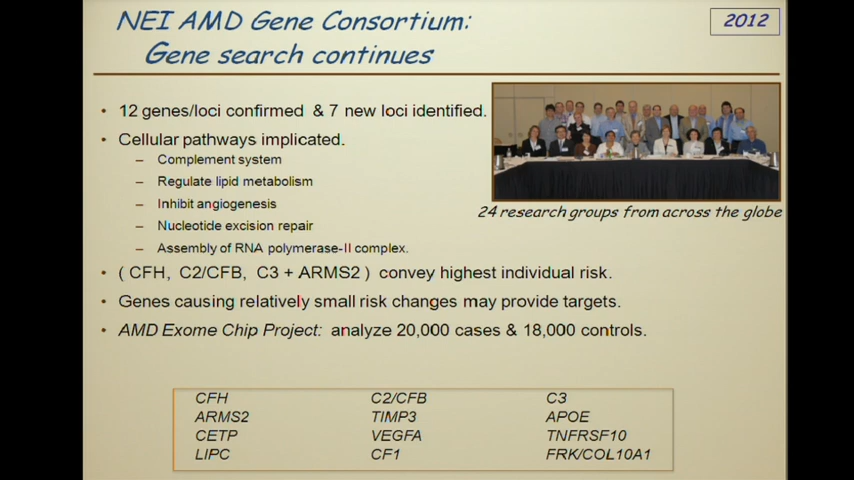 NEI AMD Gene Consortium:
Gene search continues
2012
• 12 genes/loci confirmed & 7 new loci identified.
• Cellular pathways implicated.
– Complement system
– Regulate lipid metabolism
– Inhibit angiogenesis
– Nucleotide excision repair
– Assembly of RNA polymerase-II complex.
24 research groups from across the globe
• ( CFH, C2/CFB, C3 + ARMS2 ) convey highest individual risk.
• Genes causing relatively small risk changes may provide targets.
• AMD Exome Chip Project: analyze 20,000 cases & 18,000 controls.
CFH C2/CFB C3
ARMS2 TIMP3 APOE
CETP VEGFA TNFRSF10
LIPC CF1 FRK/COL10A1